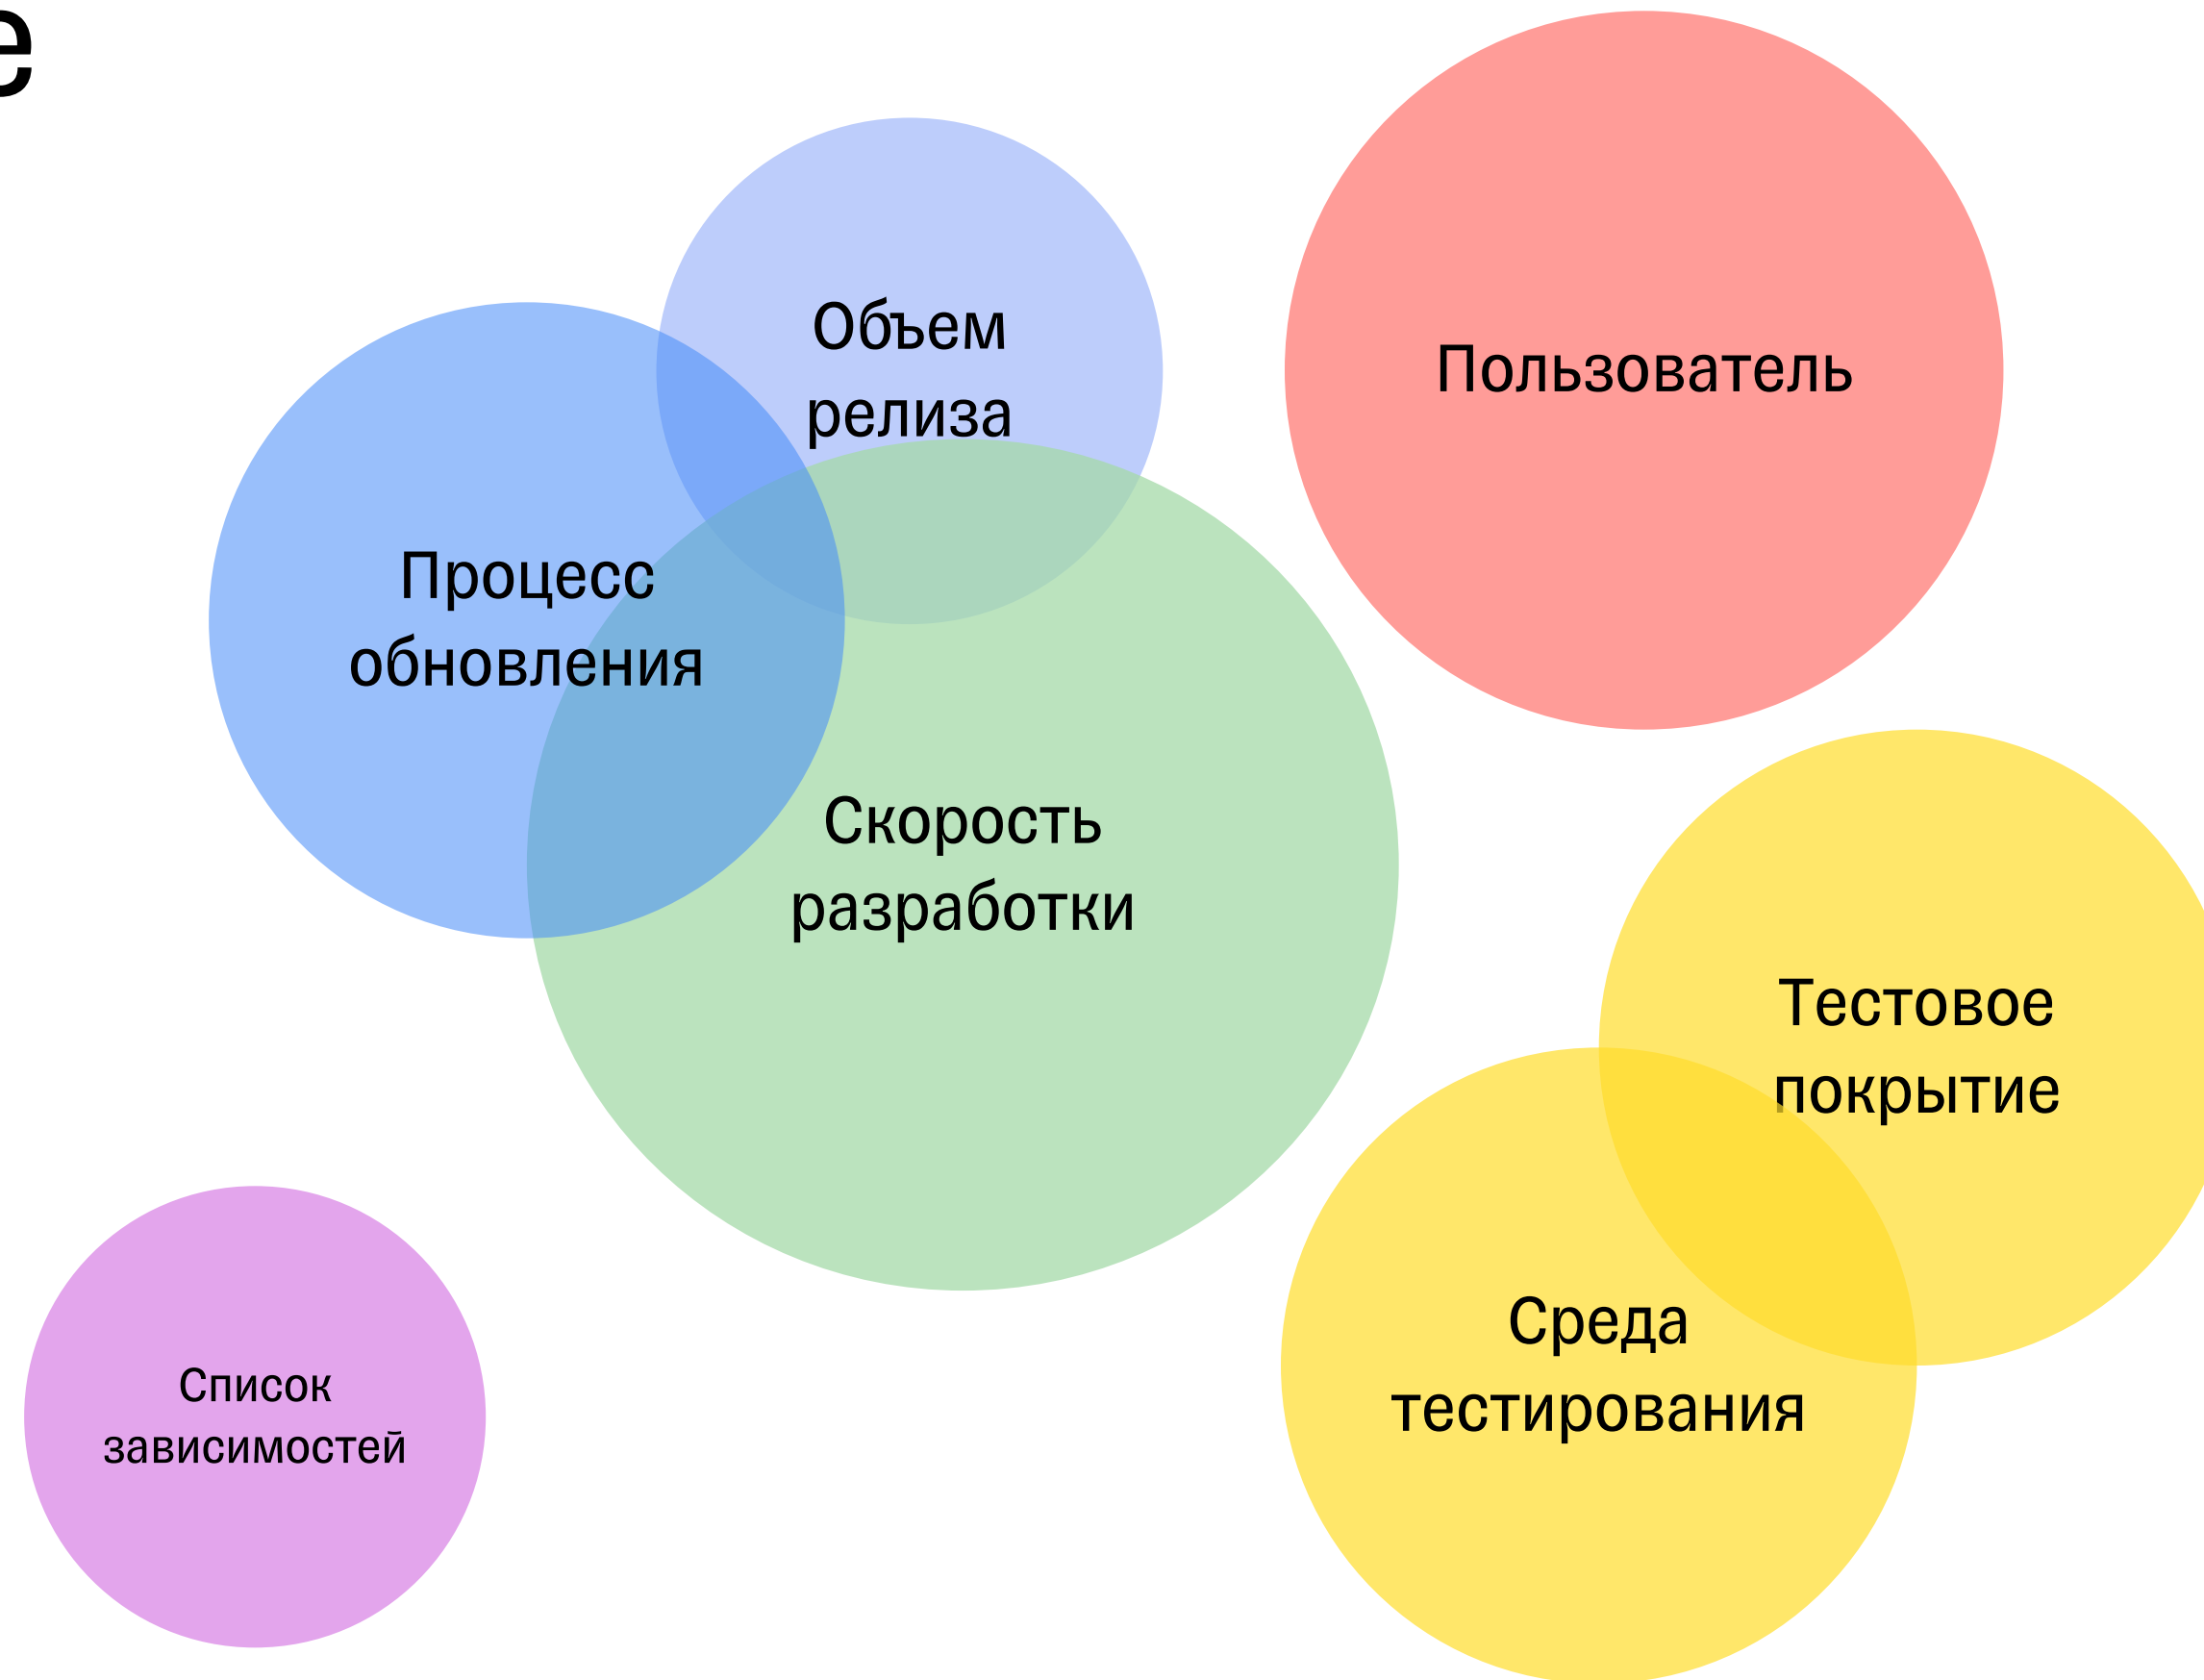 е
Объем
релиза
Пользователь
Процесс
обновления
Скорость
разработки
Тестовое
покрытие
Среда
тестирования
Список
зависимостей